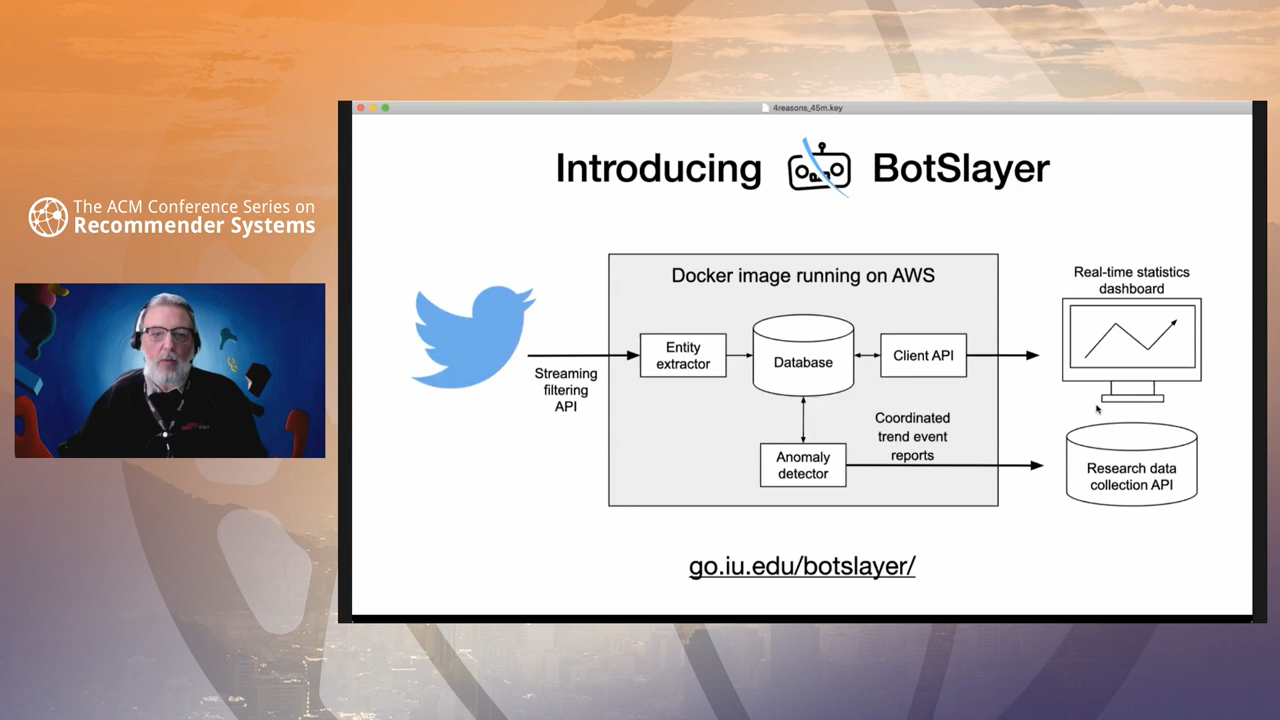 4reasons_45m.key
Introducing BotSlayer
The ACM Conference Series on
Recommender Systems
Docker image running on AWS
Streaming
filtering
API
Entity
extractor
Database
Client API
Anomaly
detector
Coordinated
trend event
reports
Real-time statistics
dashboard
Research data
collection API
go.iu.edu/botslayer/